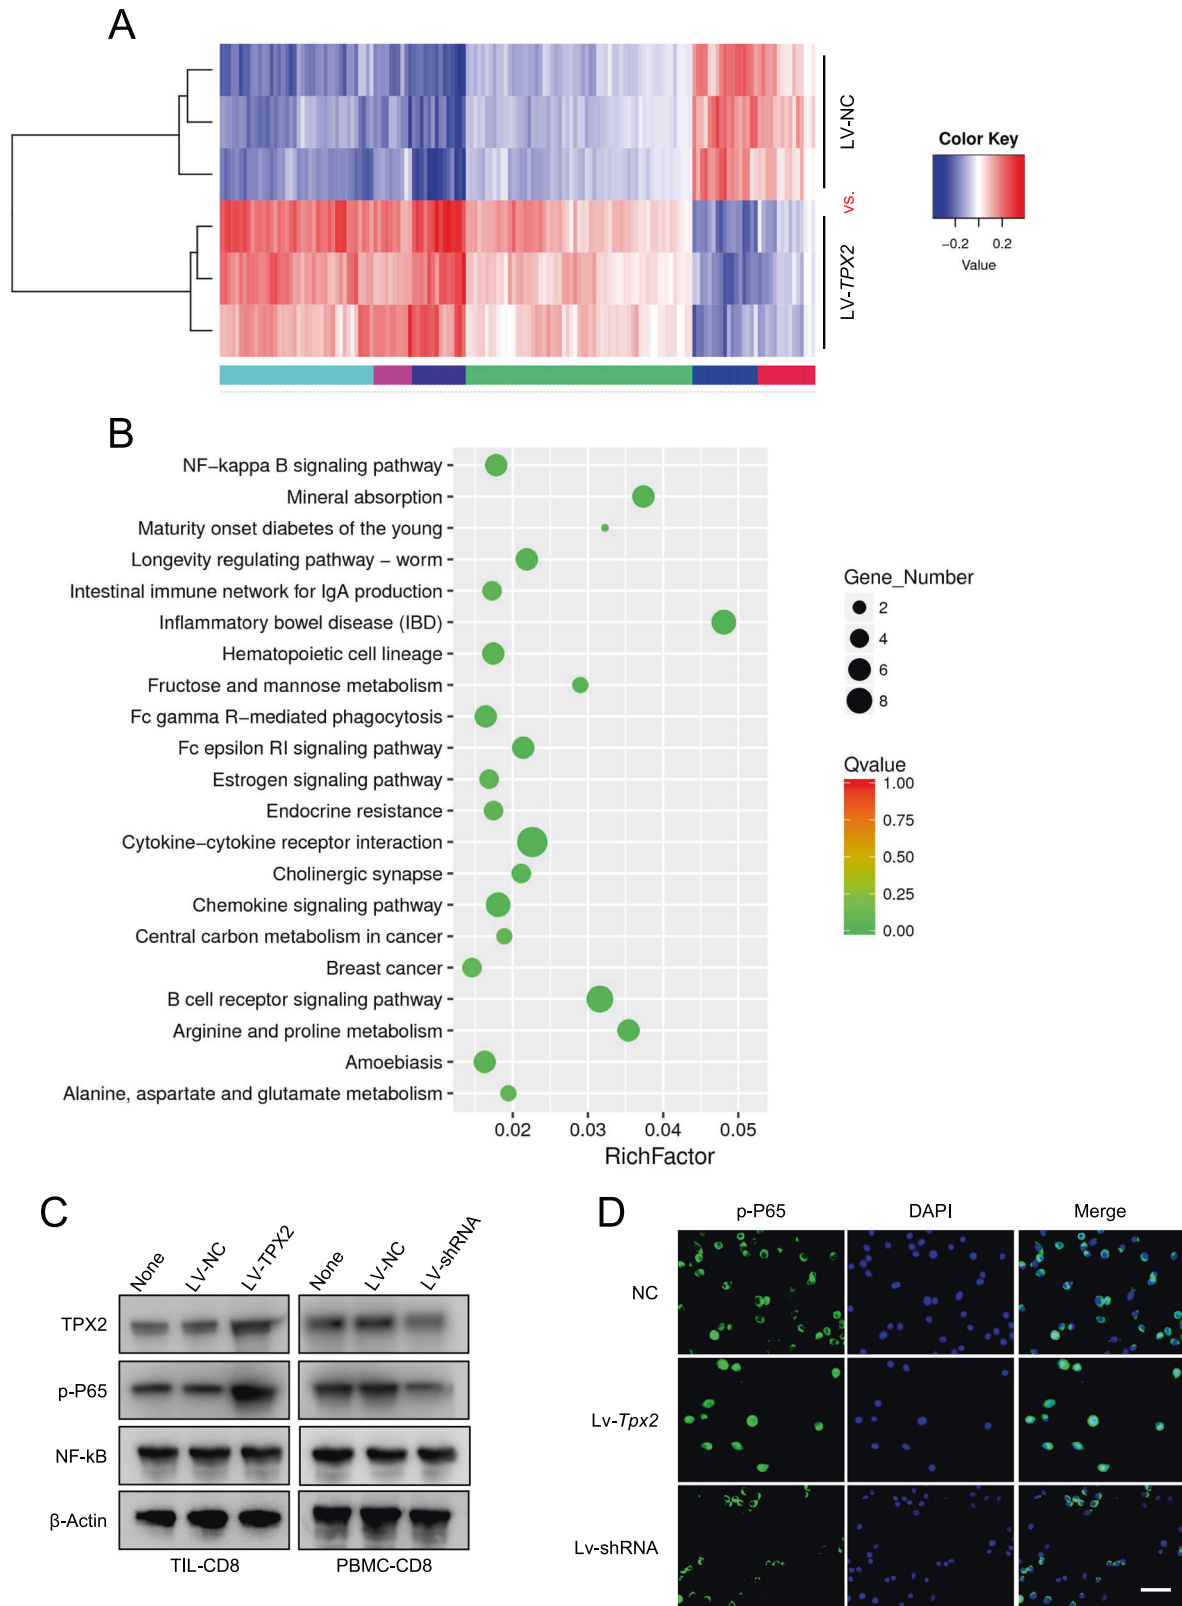 A
LV-NC
vs.
LV-TPX2
Color Key
−0.2 0.2
Value
B
NF−kappa B signaling pathway
Mineral absorption
Maturity onset diabetes of the young
Longevity regulating pathway − worm
Intestinal immune network for IgA production
Inflammatory bowel disease (IBD)
Hematopoietic cell lineage
Fructose and mannose metabolism
Fc gamma R−mediated phagocytosis
Fc epsilon RI signaling pathway
Estrogen signaling pathway
Endocrine resistance
Cytokine−cytokine receptor interaction
Cholinergic synapse
Chemokine signaling pathway
Central carbon metabolism in cancer
Breast cancer
B cell receptor signaling pathway
Arginine and proline metabolism
Amoebiasis
Alanine, aspartate and glutamate metabolism
0.02 0.03 0.04 0.05
RichFactor
Gene_Number
2
4
6
8
Qvalue
1.00
0.75
0.50
0.25
0.00
C
None LV-NC LV-TPX2 None LV-NC LV-shRNA
TPX2
p-P65
NF-kB
β-Actin
TIL-CD8 PBMC-CD8
D
p-P65 DAPI Merge
NC
Lv-Tpx2
Lv-shRNA